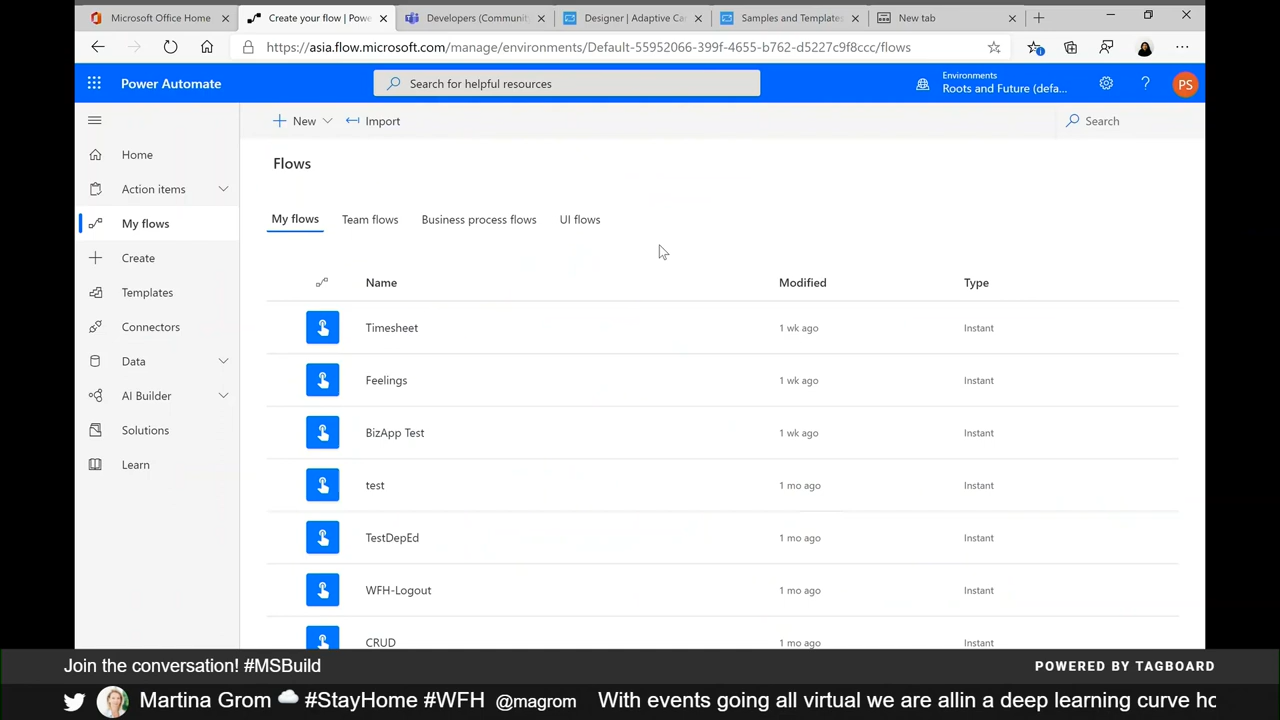 Microsoft Office Home
Create your flow | Powe
Developers (Communit
Designer | Adaptive Car
Samples and Templates
New tab
https://asia.flow.microsoft.com/manage/environments/Default-55952066-399f-4655-b762-d5227c9f8ccc/flows
Power Automate
Search for helpful resources
Environments
Roots and Future (defa...
PS
New
Import
Search
Home
Action items
My flows
Create
Templates
Connectors
Data
AI Builder
Solutions
Learn
Flows
My flows
Team flows
Business process flows
UI flows
Name Modified Type
Timesheet 1 wk ago Instant
Feelings 1 wk ago Instant
BizApp Test 1 wk ago Instant
test 1 mo ago Instant
TestDepEd 1 mo ago Instant
WFH-Logout 1 mo ago Instant
CRUD 1 mo ago Instant
Join the conversation! #MSBuild
POWERED BY TAGBOARD
Martina Grom #StayHome #WFH @magrom With events going all virtual we are allin a deep learning curve ho